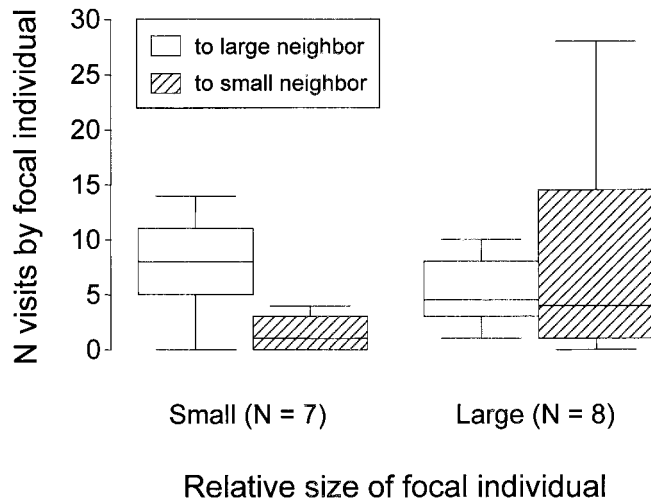 N visits by focal individual
30
25
20
15
10
5
0
to large neighbor
to small neighbor
Small (N = 7)
Large (N = 8)
Relative size of focal individual